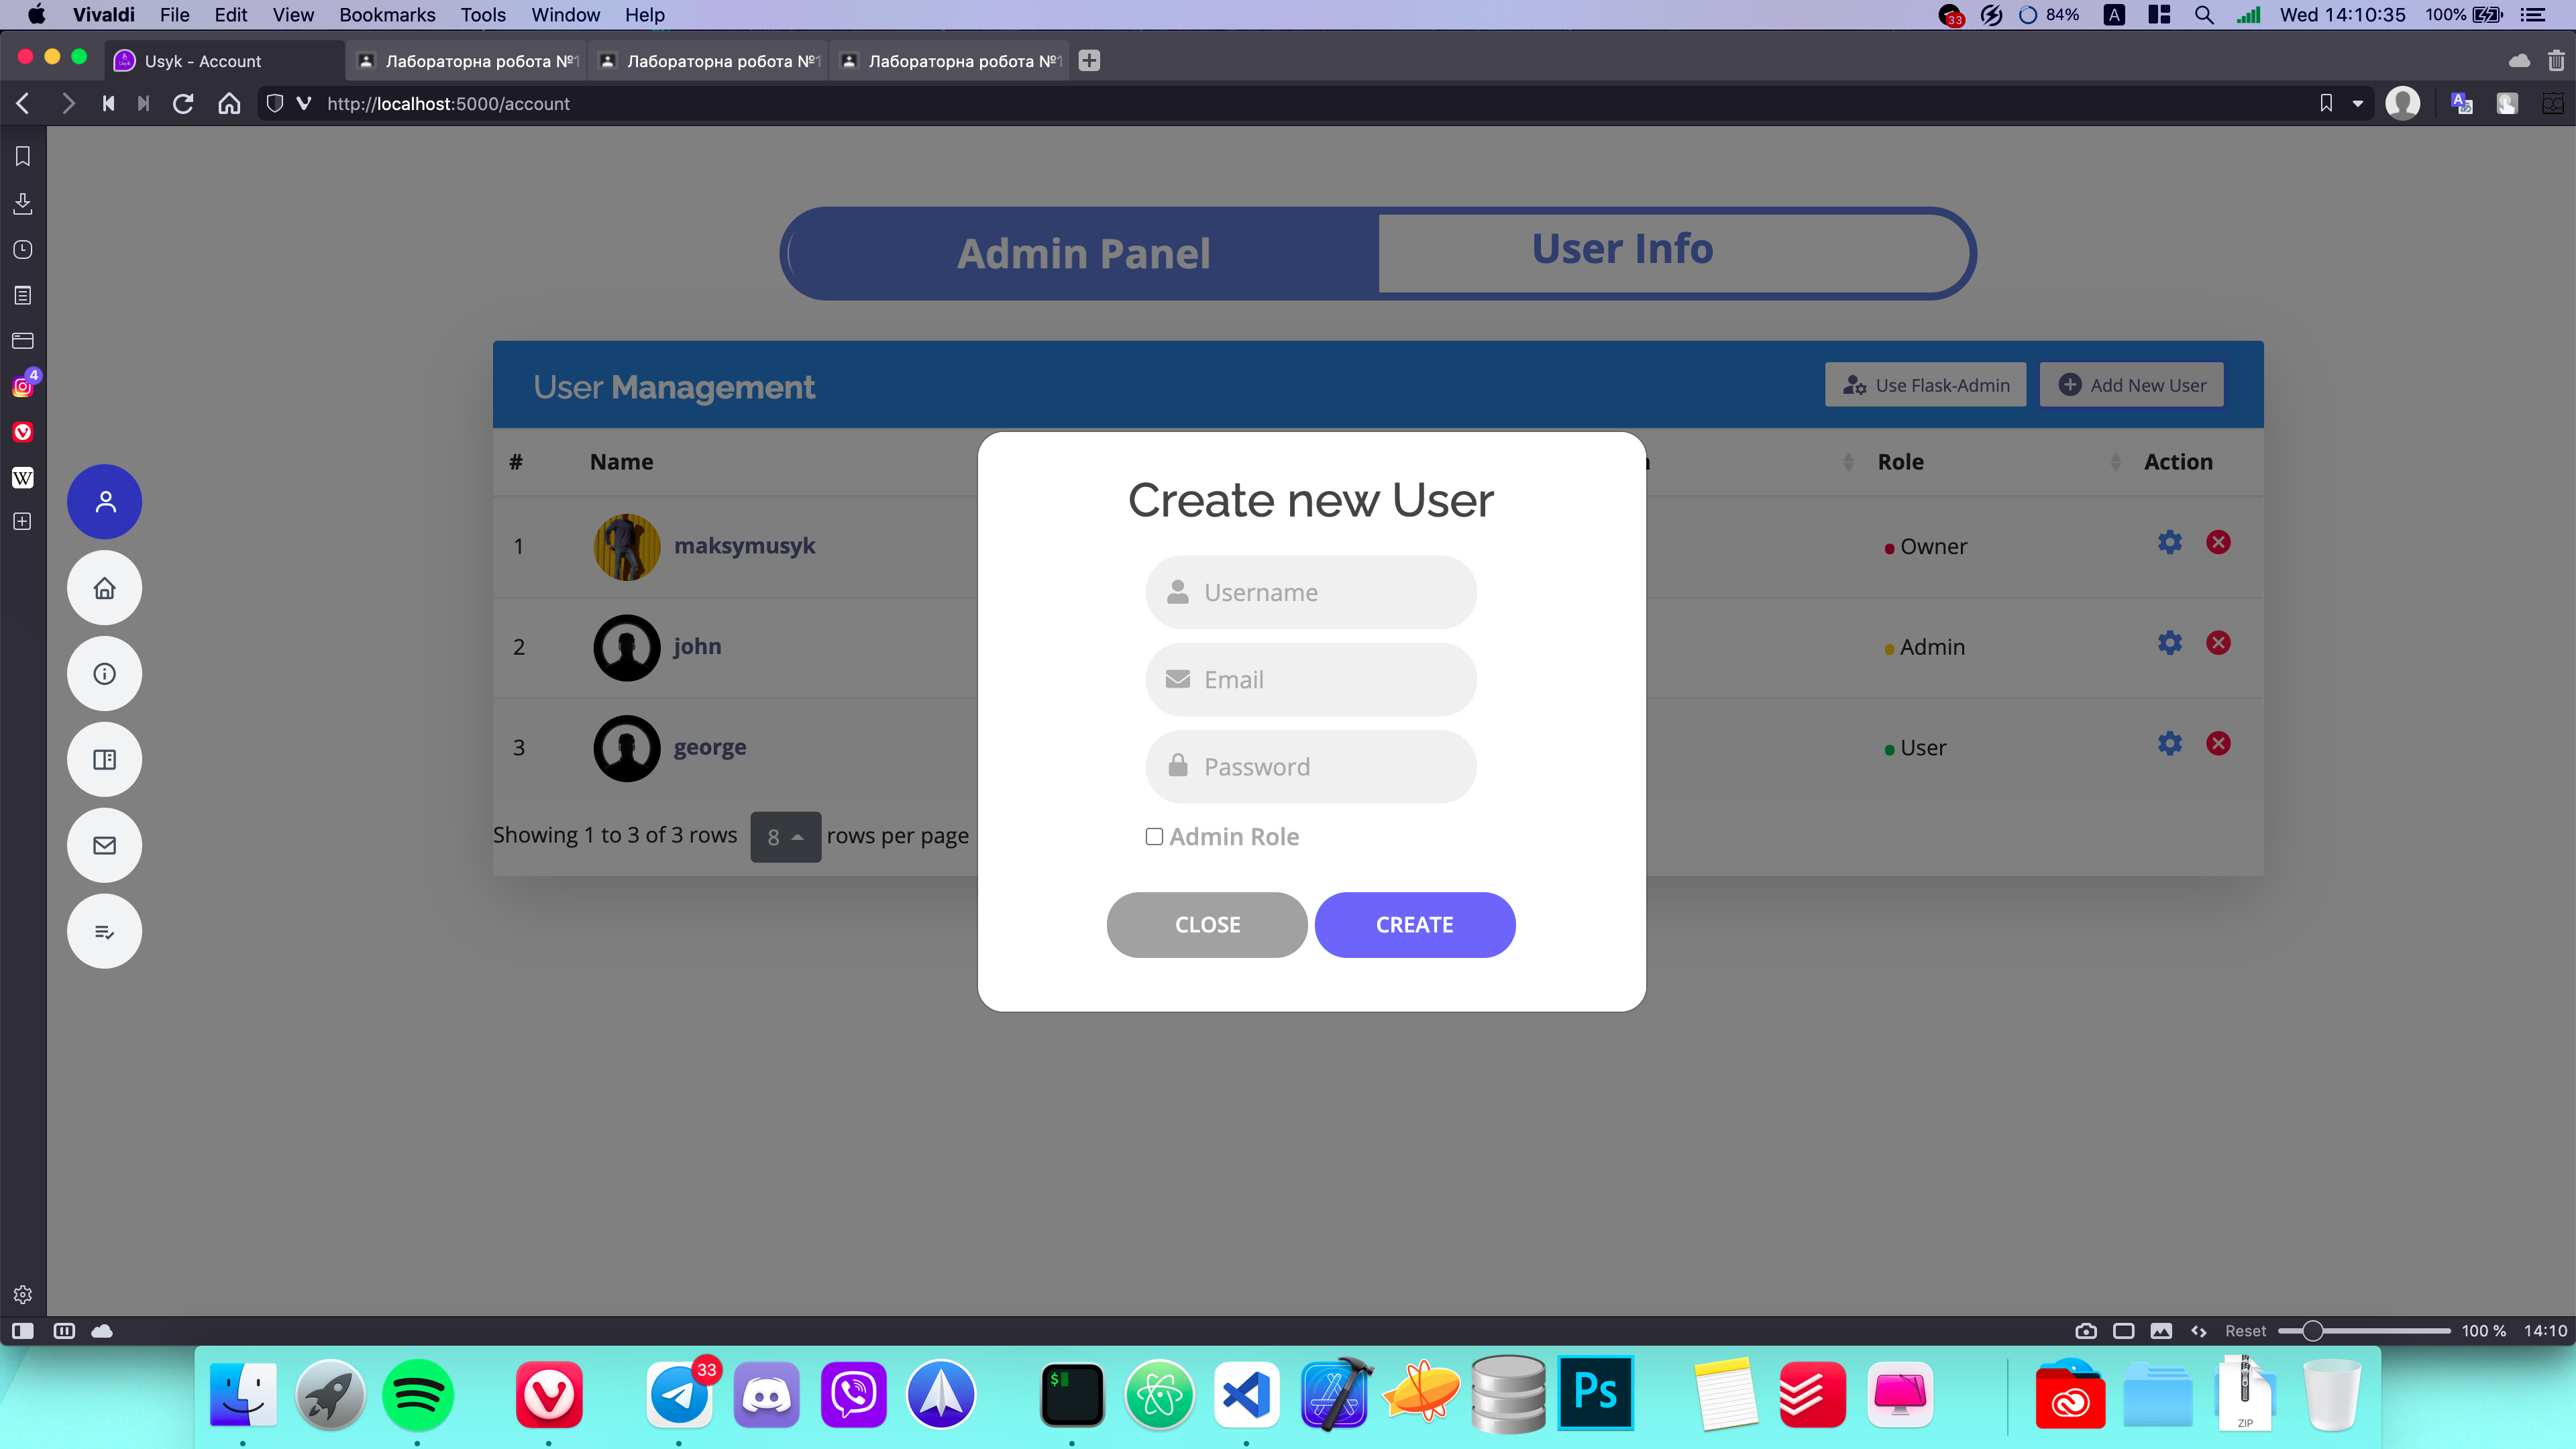 Vivaldi File Edit View Bookmarks Tools Window Help
33 84% A Wed 14:10:35 100%
Usyk - Account Лабораторна робота №1 Лабораторна робота №1 Лабораторна робота №1
http://localhost:5000/account
Admin Panel User Info
User Management Use Flask-Admin Add New User
# Name Role Action
4
W
Create new User
1 maksymusyk Owner
Username
2 john Admin
Email
3 george User
Password
Showing 1 to 3 of 3 rows 8 rows per page
Admin Role
CLOSE CREATE
Reset 100 % 14:10
33
$
Ps
ZIP